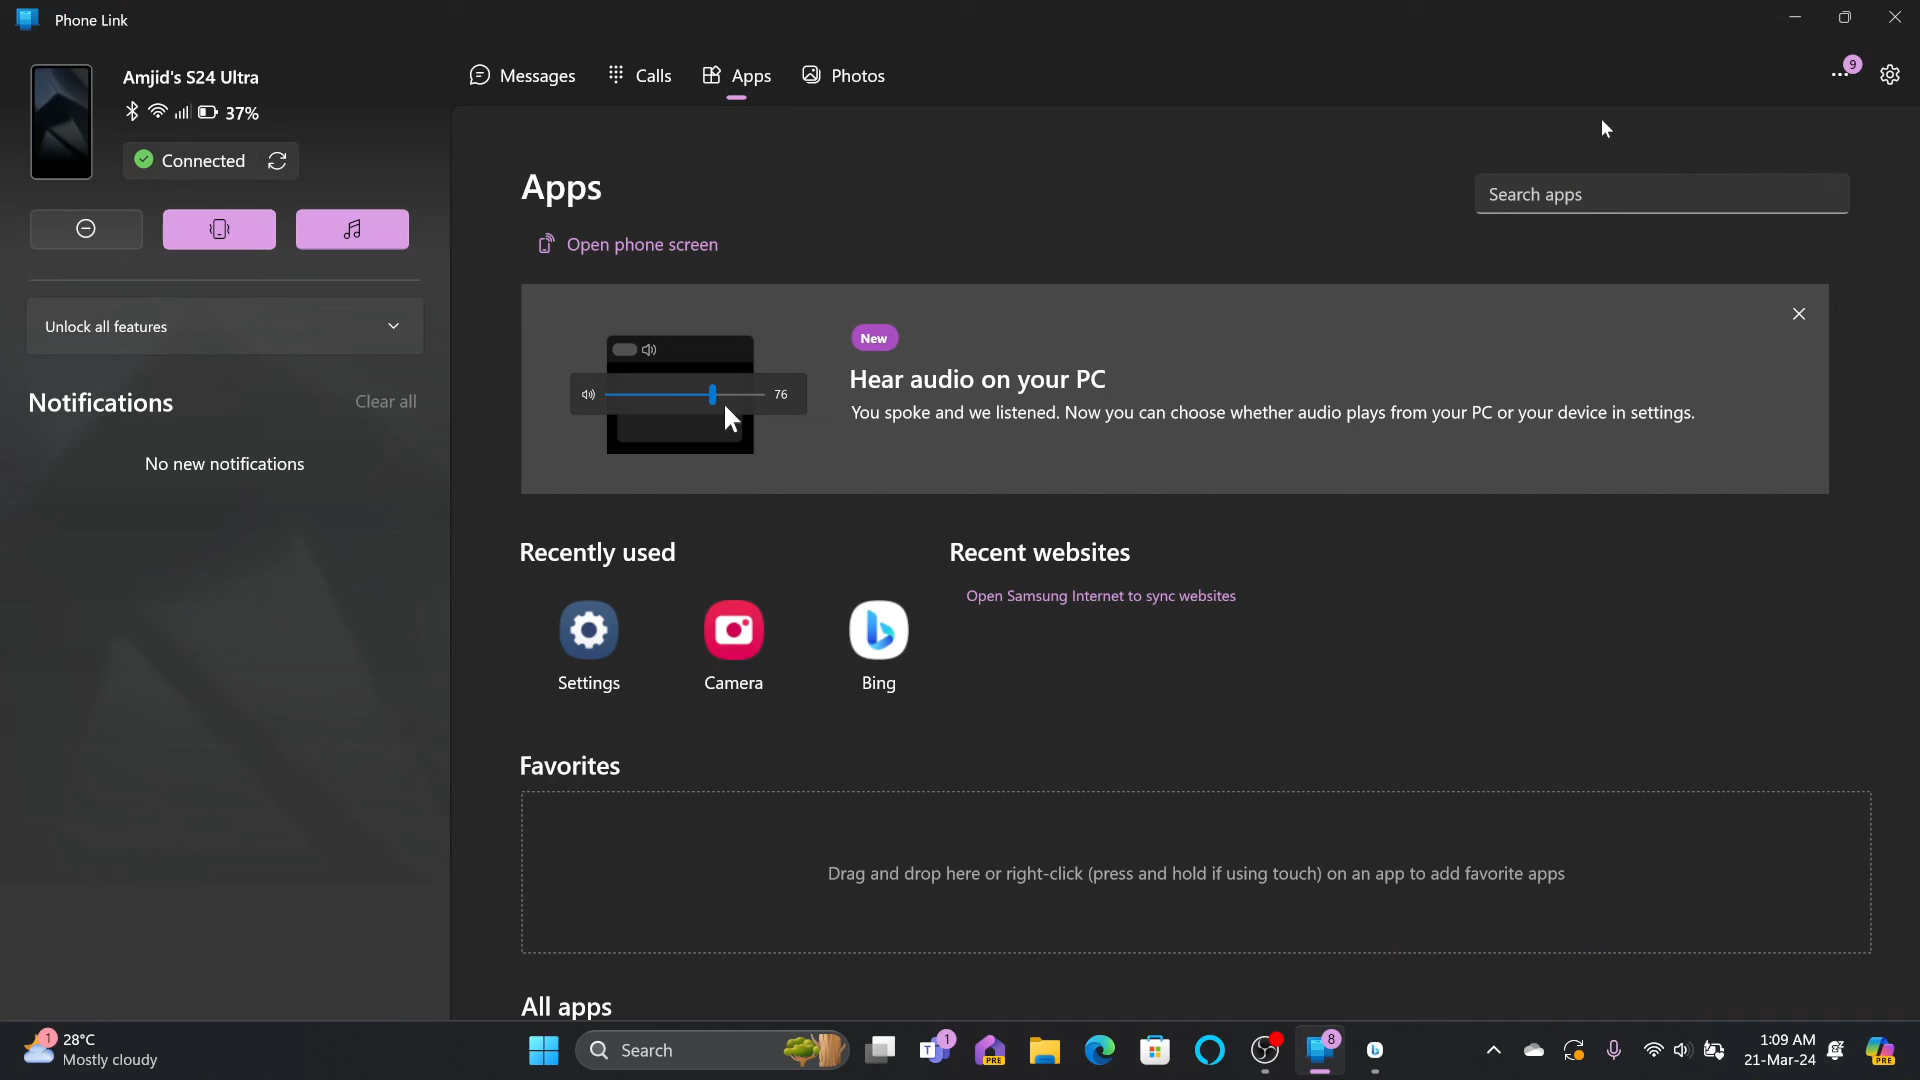 Phone Link
Amjid's S24 Ultra
37%
Connected
Messages
Calls
Apps
Photos
9
Apps
Search apps
Open phone screen
Unlock all features
Notifications
Clear all
No new notifications
76
New
Hear audio on your PC
You spoke and we listened. Now you can choose whether audio plays from your PC or your device in settings.
Recently used
Settings
Camera
Bing
Recent websites
Open Samsung Internet to sync websites
Favorites
Drag and drop here or right-click (press and hold if using touch) on an app to add favorite apps
All apps
1
28°C
Mostly cloudy
Search
T
1
PRE
8
1:09 AM
21-Mar-24
PRE